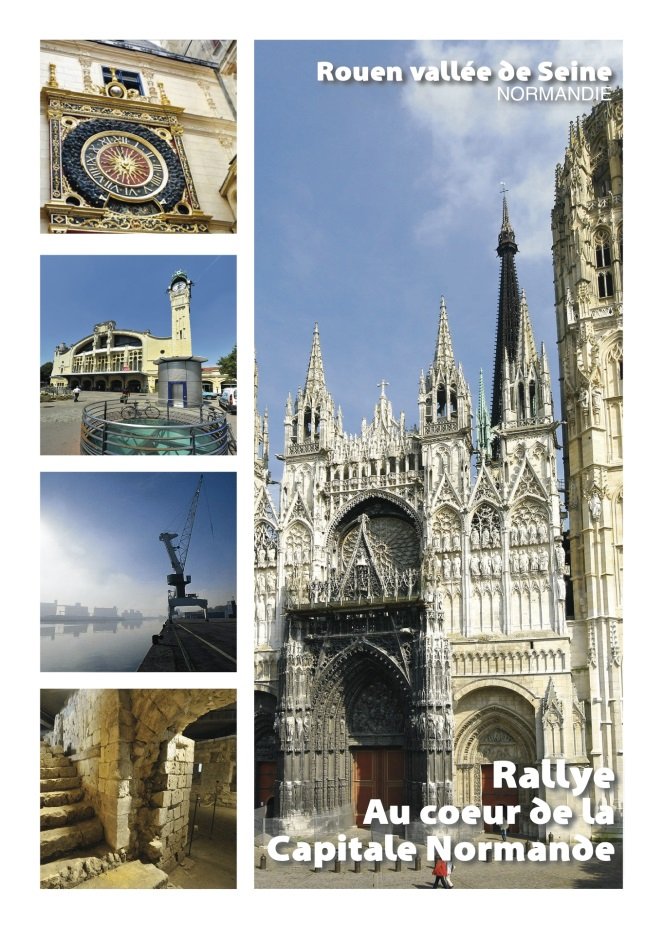 Rouen vallée de Seine
NORMANDIE
Rallye
Au coeur de la
Capitale Normande